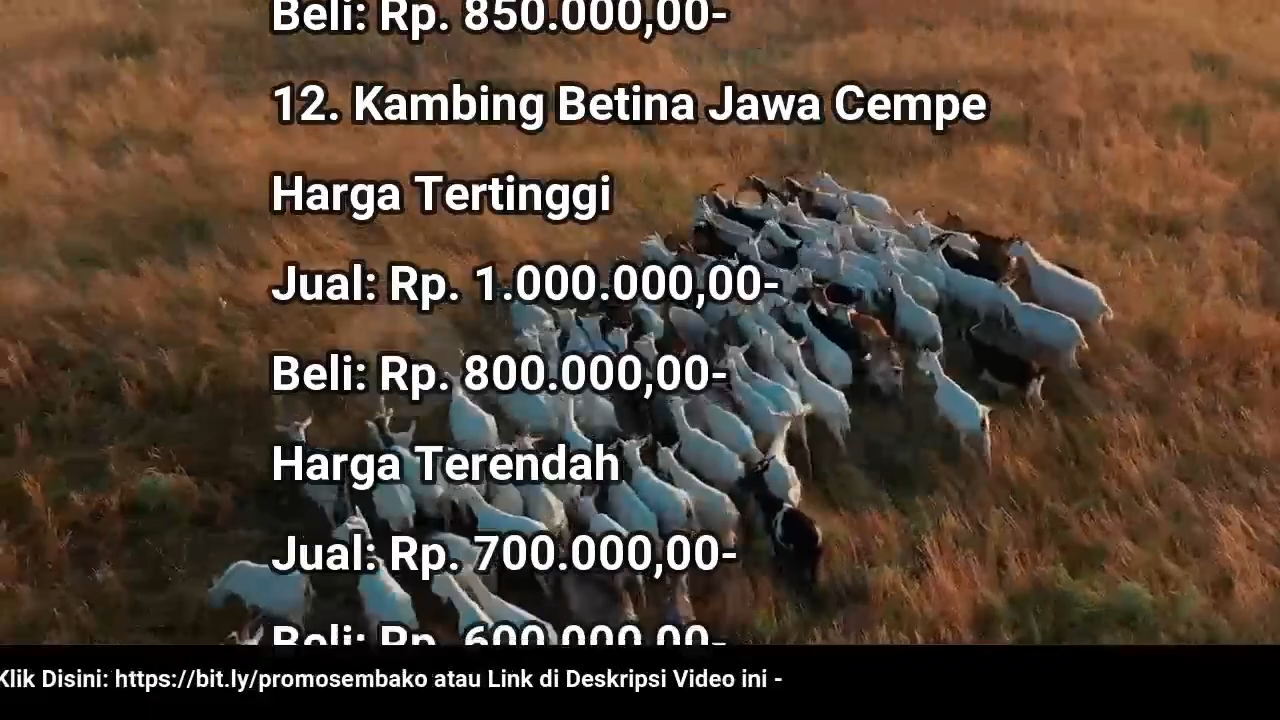 Beli: Rp. 850.000,00-
12. Kambing Betina Jawa Cempe
Harga Tertinggi
Jual: Rp. 1.000.000,00-
Beli: Rp. 800.000,00-
Harga Terendah
Jual: Rp. 700.000,00-
Beli: Rp. 600.000,00-
Klik Disini: https://bit.ly/promosembako atau Link di Deskripsi Video ini -